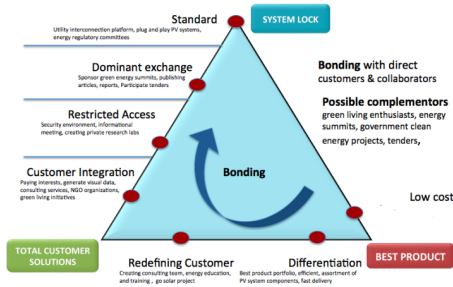 Standard
Utility interconnection platform, plug and play PV systems,
energy regulatory committees
SYSTEM LOCK
Dominant exchange
Sponsor green energy summits, publishing
articles, reports, Participate tenders
Bonding with direct
customers & collaborators
Restricted Access
Security environment, informational
meeting, creating private research labs
Possible complementors
green living enthusiasts, energy
summits, government clean
energy projects, tenders,
Customer Integration
Paying interests, generate visual data,
consulting services, NGO organizations,
green living initiatives
Bonding
Low cost
TOTAL CUSTOMER
SOLUTIONS
Redefining Customer
Creating consulting team, energy education,
and training , go solar project
Differentiation
Best product portfolio, efficient, assortment of
PV system components, fast delivery
BEST PRODUCT